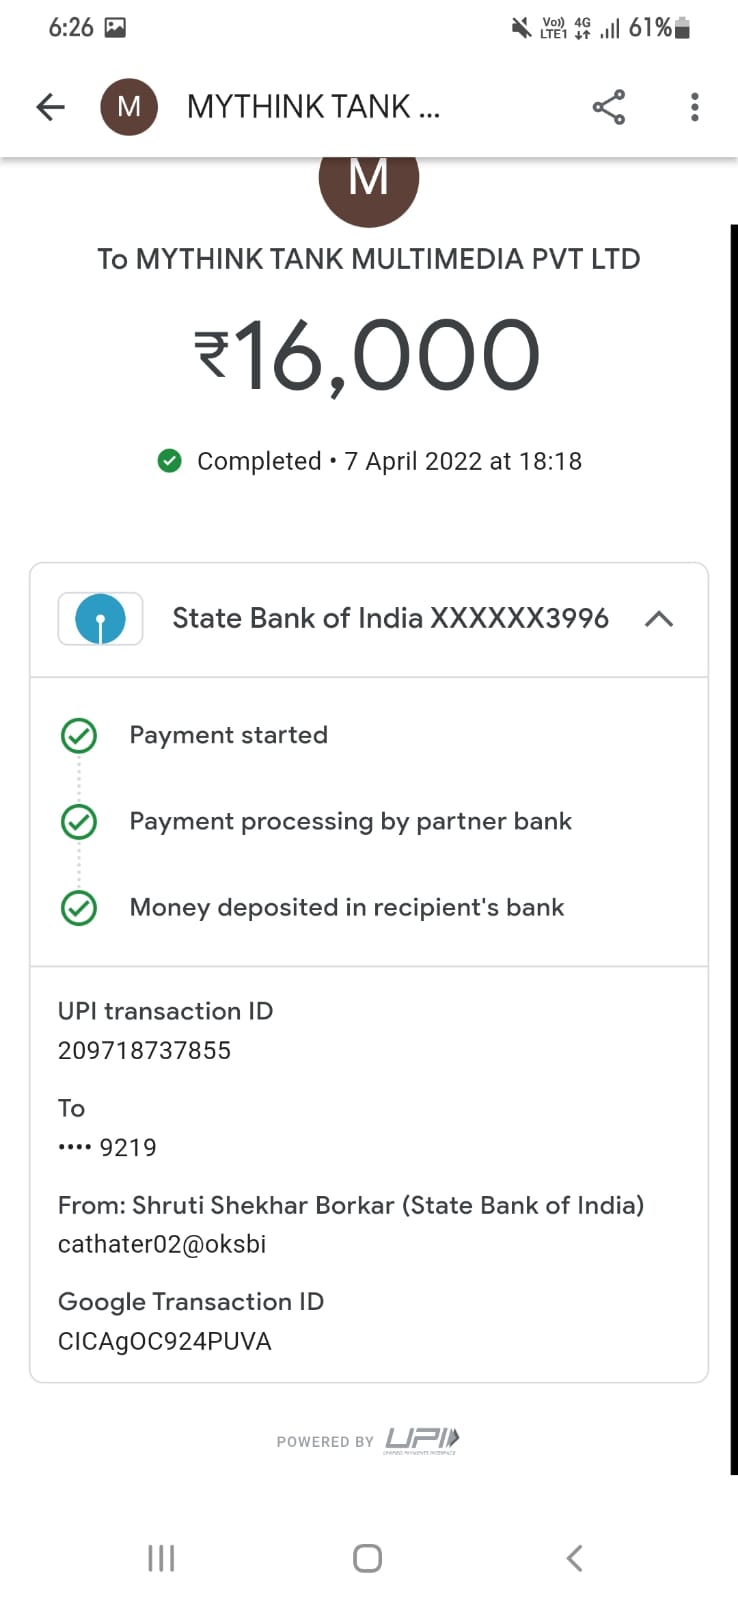 6:26
Vo)) 4G
LTE1 61%
M MYTHINK TANK ...
M
To MYTHINK TANK MULTIMEDIA PVT LTD
₹16,000
Completed • 7 April 2022 at 18:18
State Bank of India XXXXXX3996
Payment started
Payment processing by partner bank
Money deposited in recipient's bank
UPI transaction ID
209718737855
To
•••• 9219
From: Shruti Shekhar Borkar (State Bank of India)
cathater02@oksbi
Google Transaction ID
CICAgOC924PUVA
POWERED BY UPI
UNIFIED PAYMENTS INTERFACE